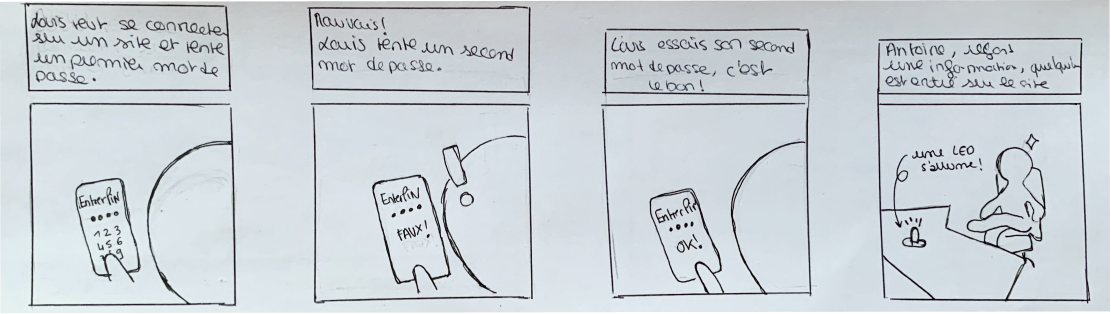 Louis veut se connecter
sur un site et tente
un premier mot de
passe.
Enter PIN
••••
1 2 3
4 5 6
9
Mauvais!
Louis tente un second
mot de passe.
Enter PIN
••••
FAUX!
Louis essais son second
mot de passe, c'est
le bon!
Enter Pin
••••
OK!
Antoine, reçois
une information, quelqu'un
est entré sur le site
une LED
s'allume!